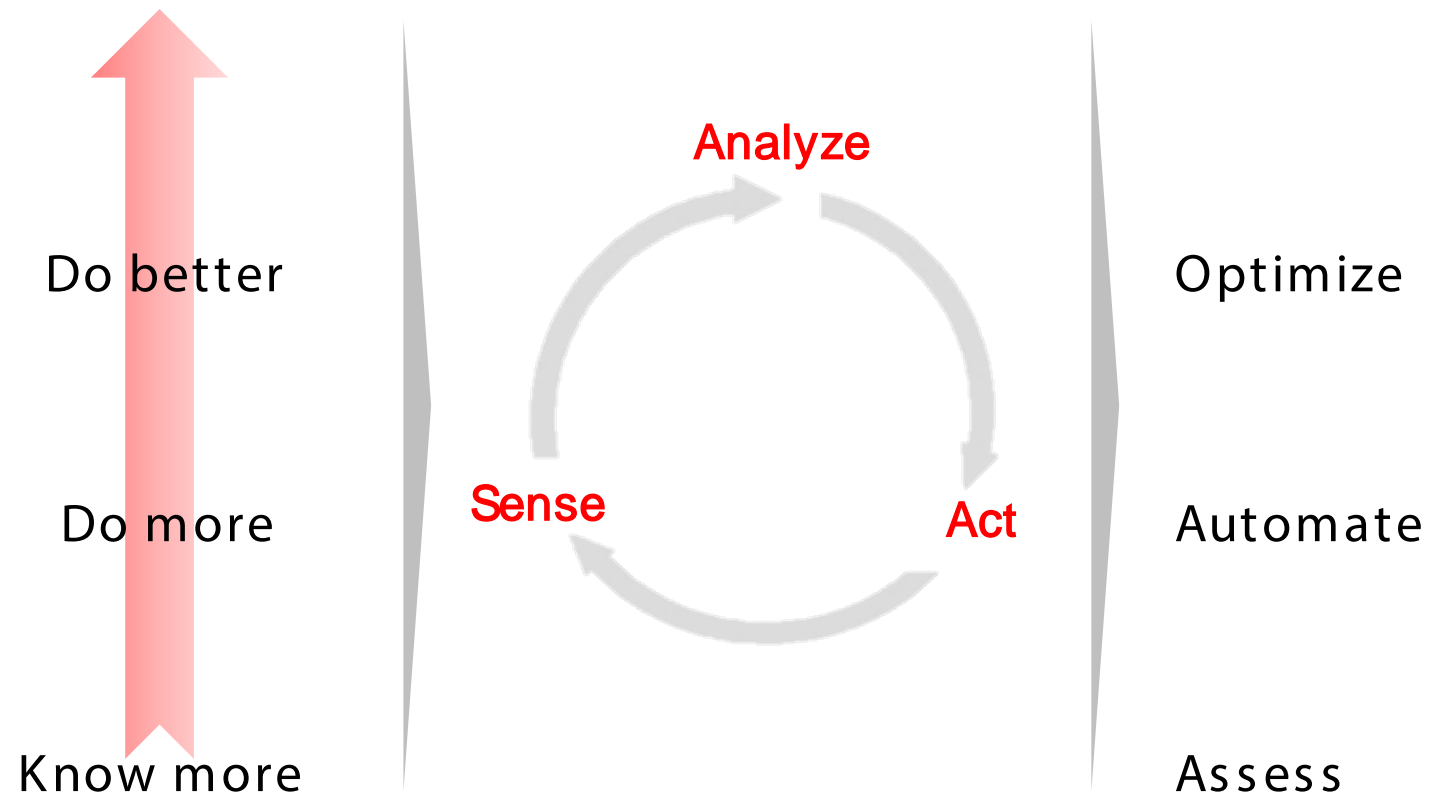 Do better
Do more
Know more
Analyze
Sense
Act
Optimize
Automate
Assess